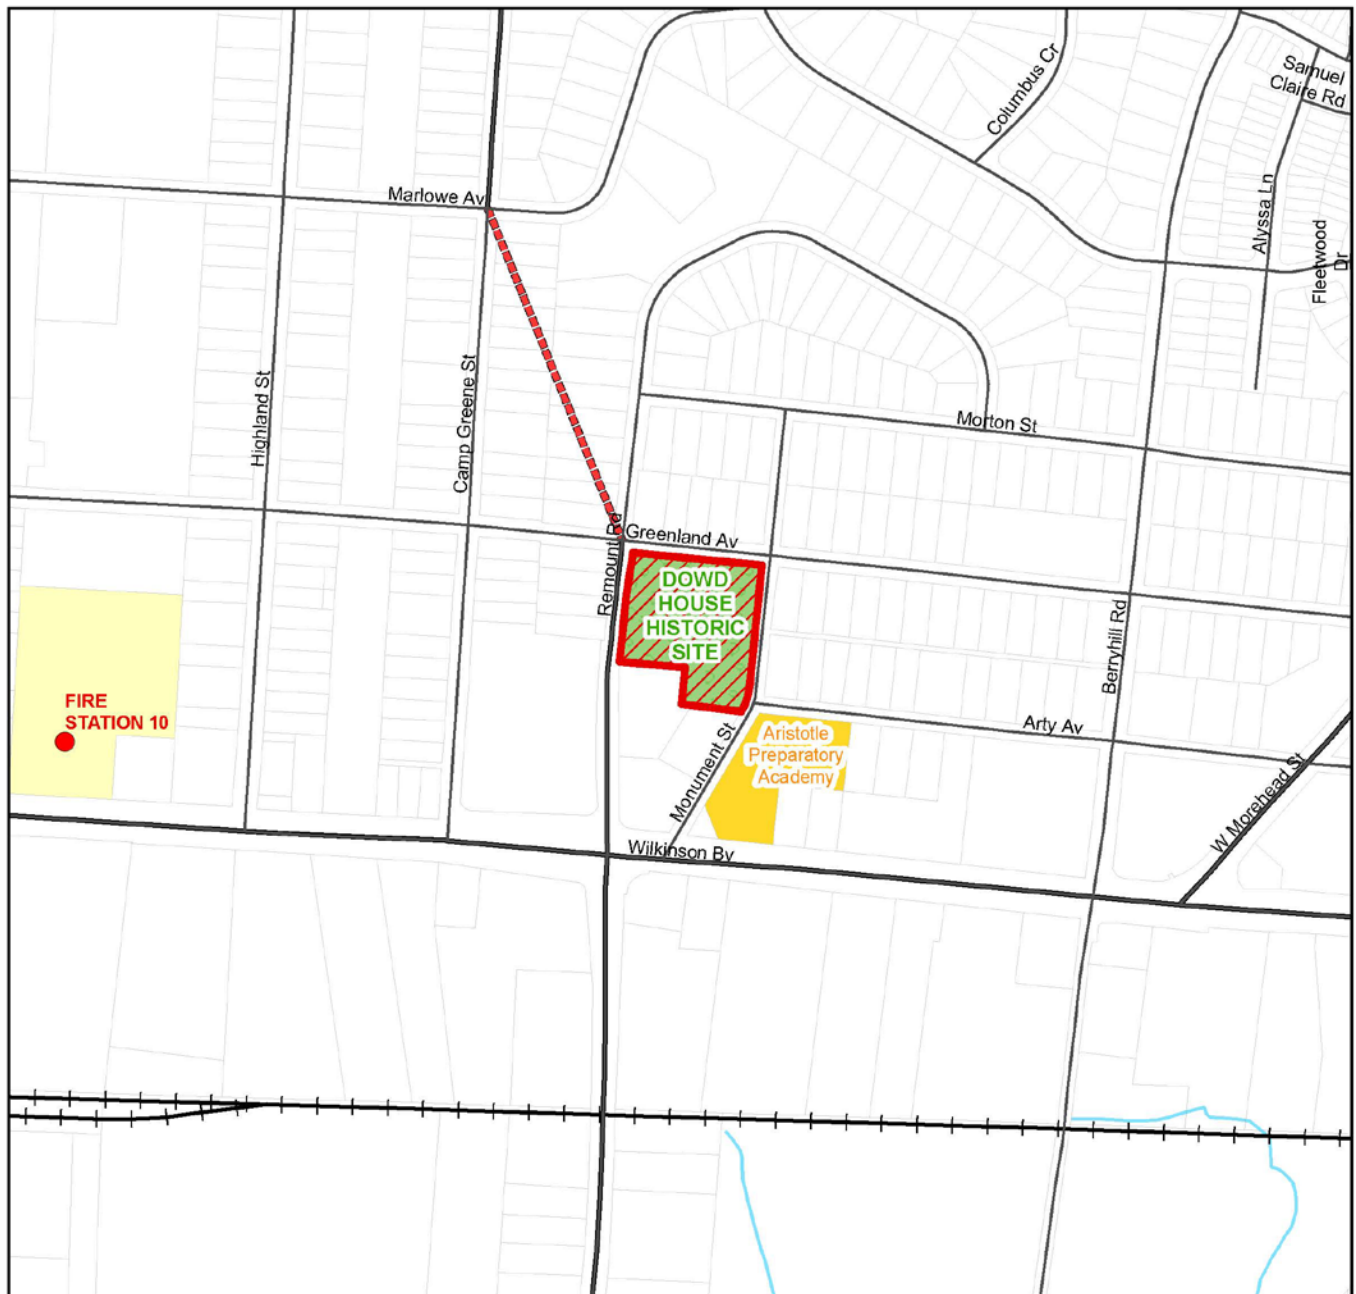 Columbus Cr
Samuel
Claire Rd
Marlowe Av
Alyssa Ln
Fleetwood
Dr
Highland St
Camp Greene St
Morton St
Remount Rd
Greenland Av
DOWD
HOUSE
HISTORIC
SITE
Berryhill Rd
FIRE
STATION 10
Monument St
Aristotle
Preparatory
Academy
Arty Av
W Morehead St
Wilkinson Bv